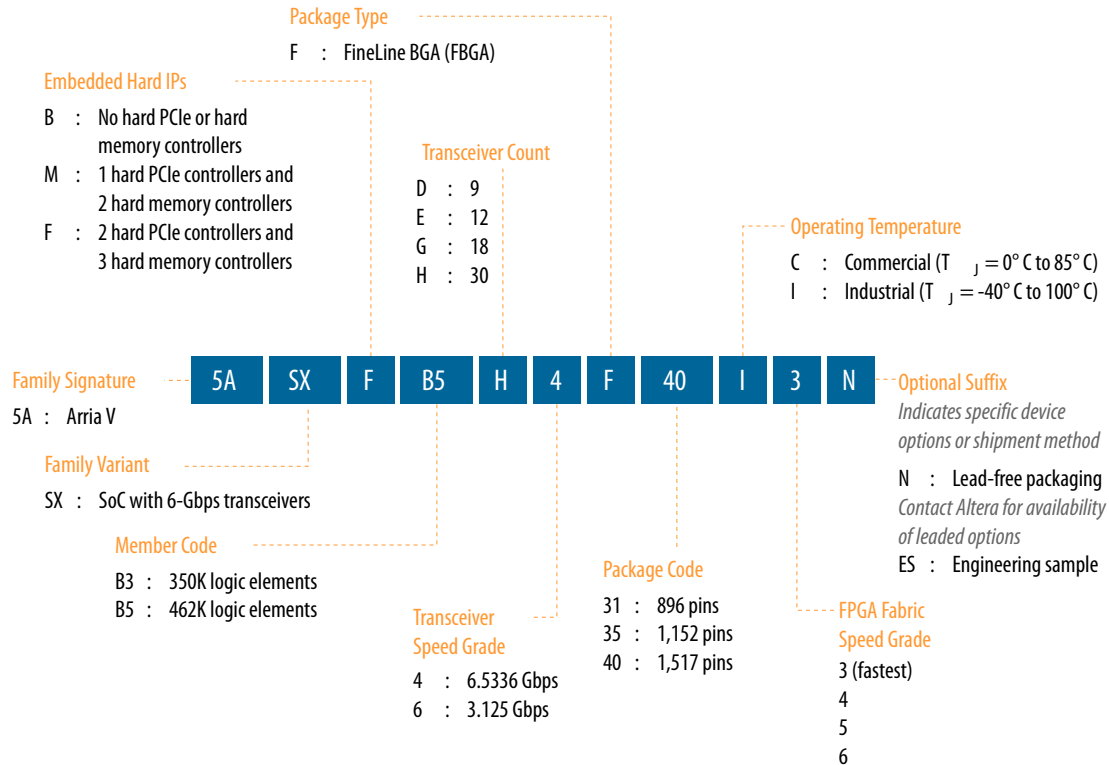 Package Type
F : FineLine BGA (FBGA)
Embedded Hard IPs
B : No hard PCIe or hard
memory controllers
M : 1 hard PCIe controllers and
2 hard memory controllers
F : 2 hard PCIe controllers and
3 hard memory controllers
Transceiver Count
D : 9
E : 12
G : 18
H : 30
Operating Temperature
C : Commercial (T J = 0° C to 85° C)
I : Industrial (T J = -40° C to 100° C)
5A SX F B5 H 4 F 40 I 3 N
Family Signature
5A : Arria V
Family Variant
SX : SoC with 6-Gbps transceivers
Member Code
B3 : 350K logic elements
B5 : 462K logic elements
Transceiver
Speed Grade
4 : 6.5336 Gbps
6 : 3.125 Gbps
Package Code
31 : 896 pins
35 : 1,152 pins
40 : 1,517 pins
FPGA Fabric
Speed Grade
3 (fastest)
4
5
6
Optional Suffix
Indicates specific device
options or shipment method
N : Lead-free packaging
Contact Altera for availability
of leaded options
ES : Engineering sample